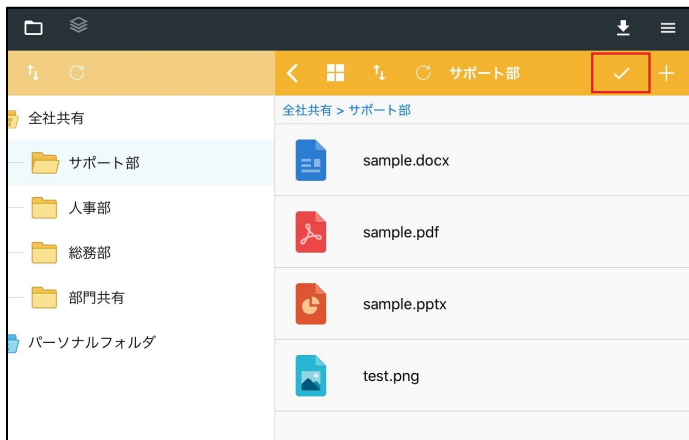 サポート部
全社共有
サポート部
人事部
総務部
部門共有
パーソナルフォルダ
全社共有 > サポート部
sample.docx
sample.pdf
sample.pptx
test.png